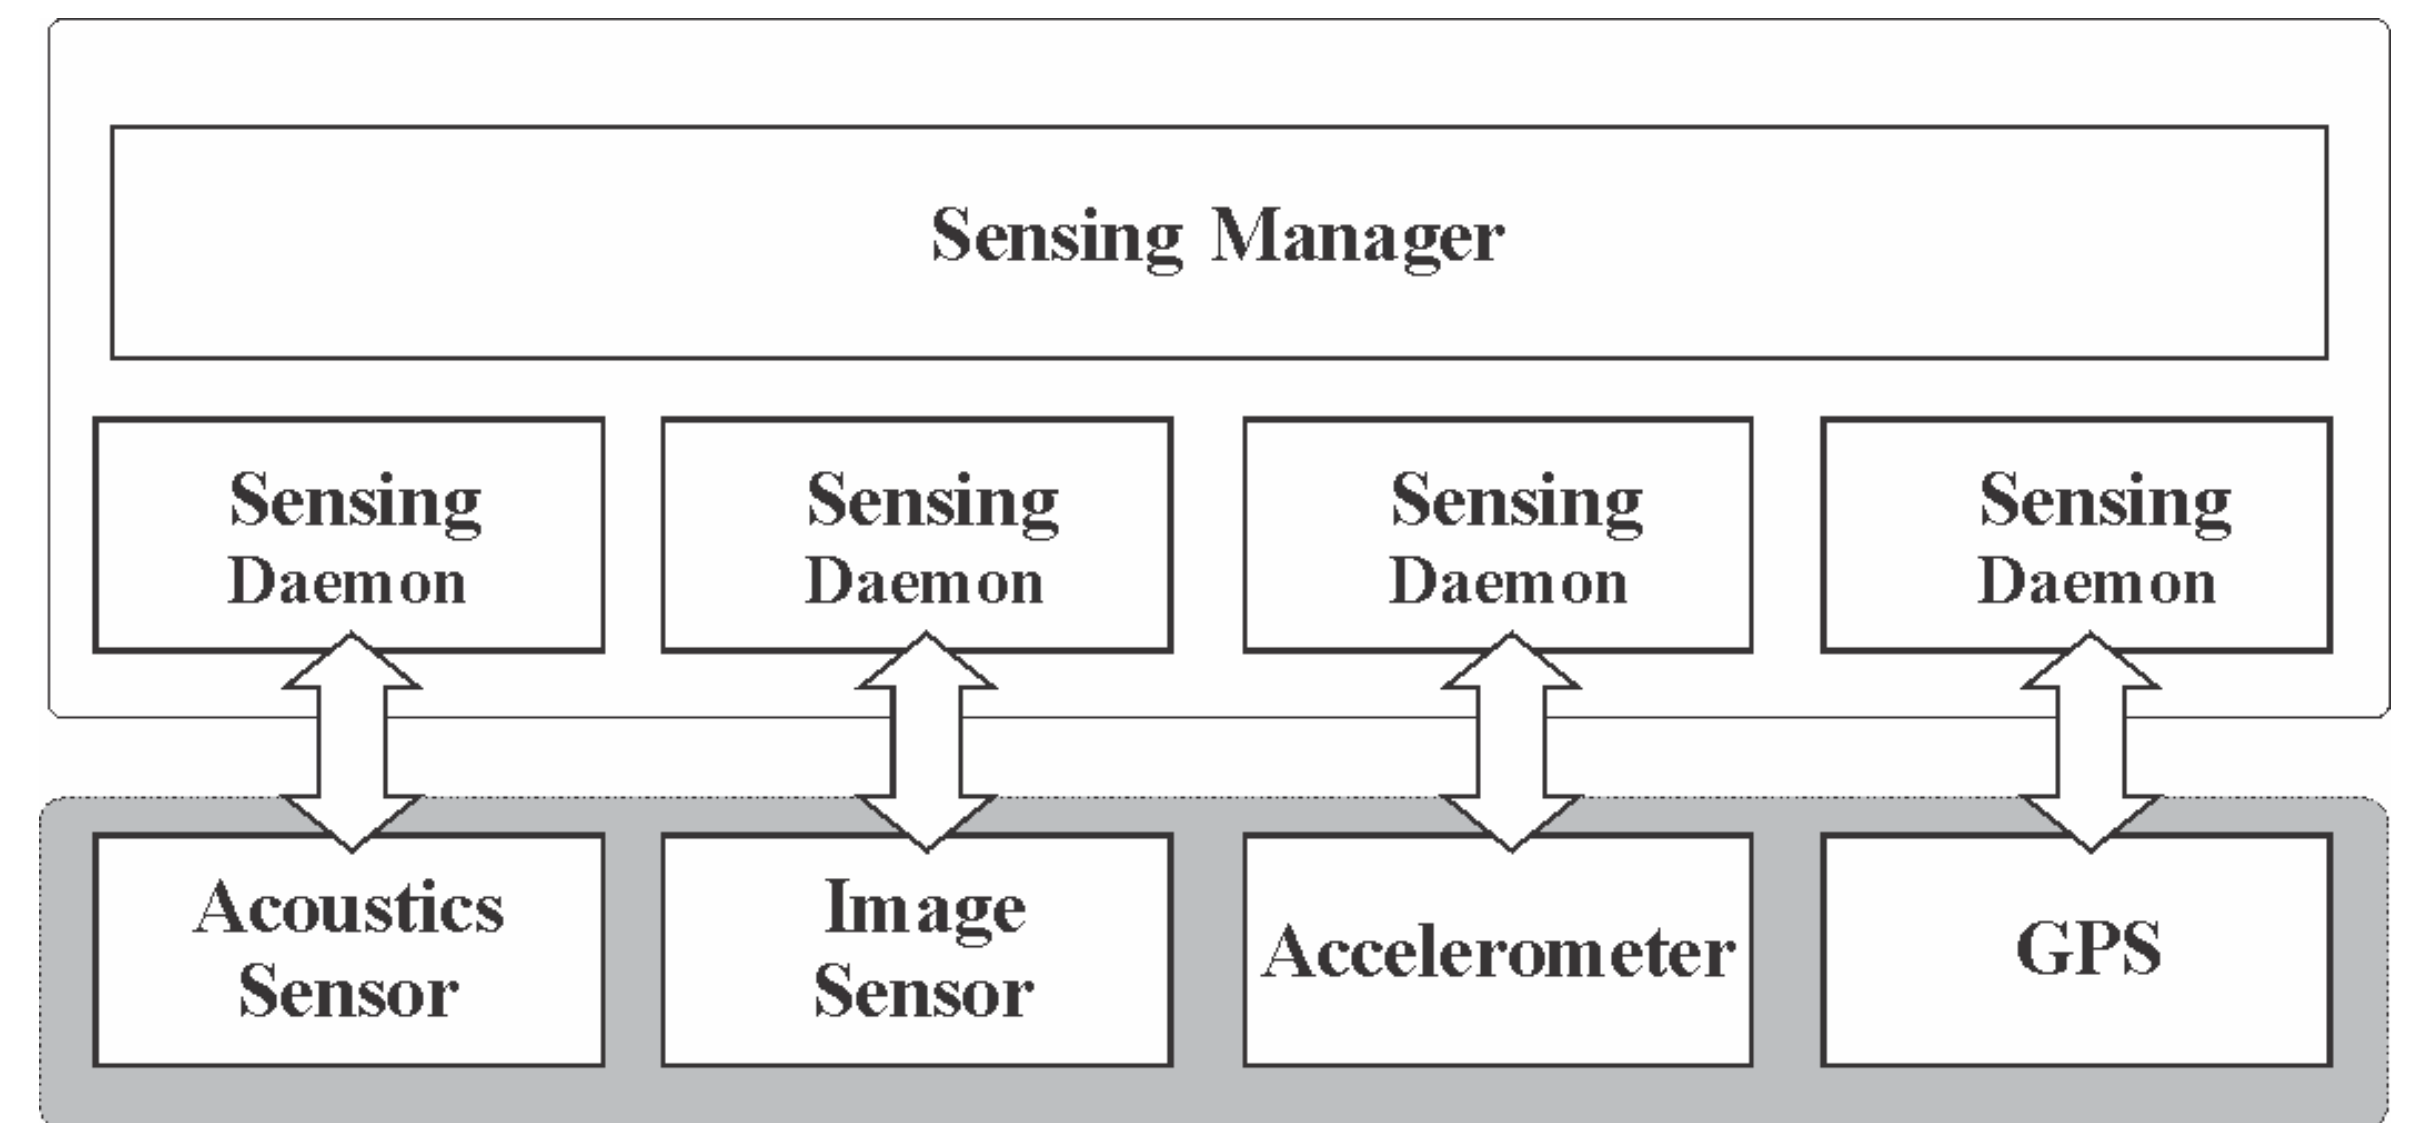 Sensing Manager
Sensing
Daemon
Sensing
Daemon
Sensing
Daemon
Sensing
Daemon
Acoustics
Sensor
Image
Sensor
Accelerometer
GPS